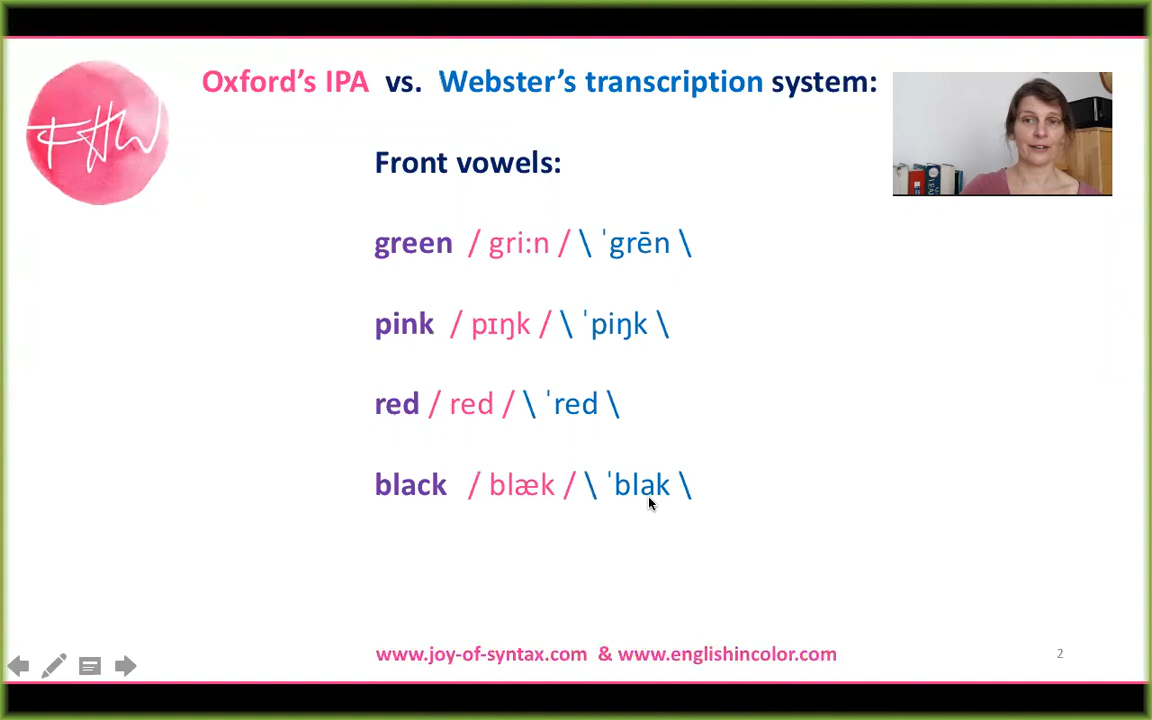 FHW
Oxford's IPA vs. Webster's transcription system:
Front vowels:
green / gri:n / \ ˈgrēn \
pink / pɪŋk / \ ˈpiŋk \
red / red / \ ˈred \
black / blæk / \ ˈblak \
www.joy-of-syntax.com & www.englishincolor.com
2